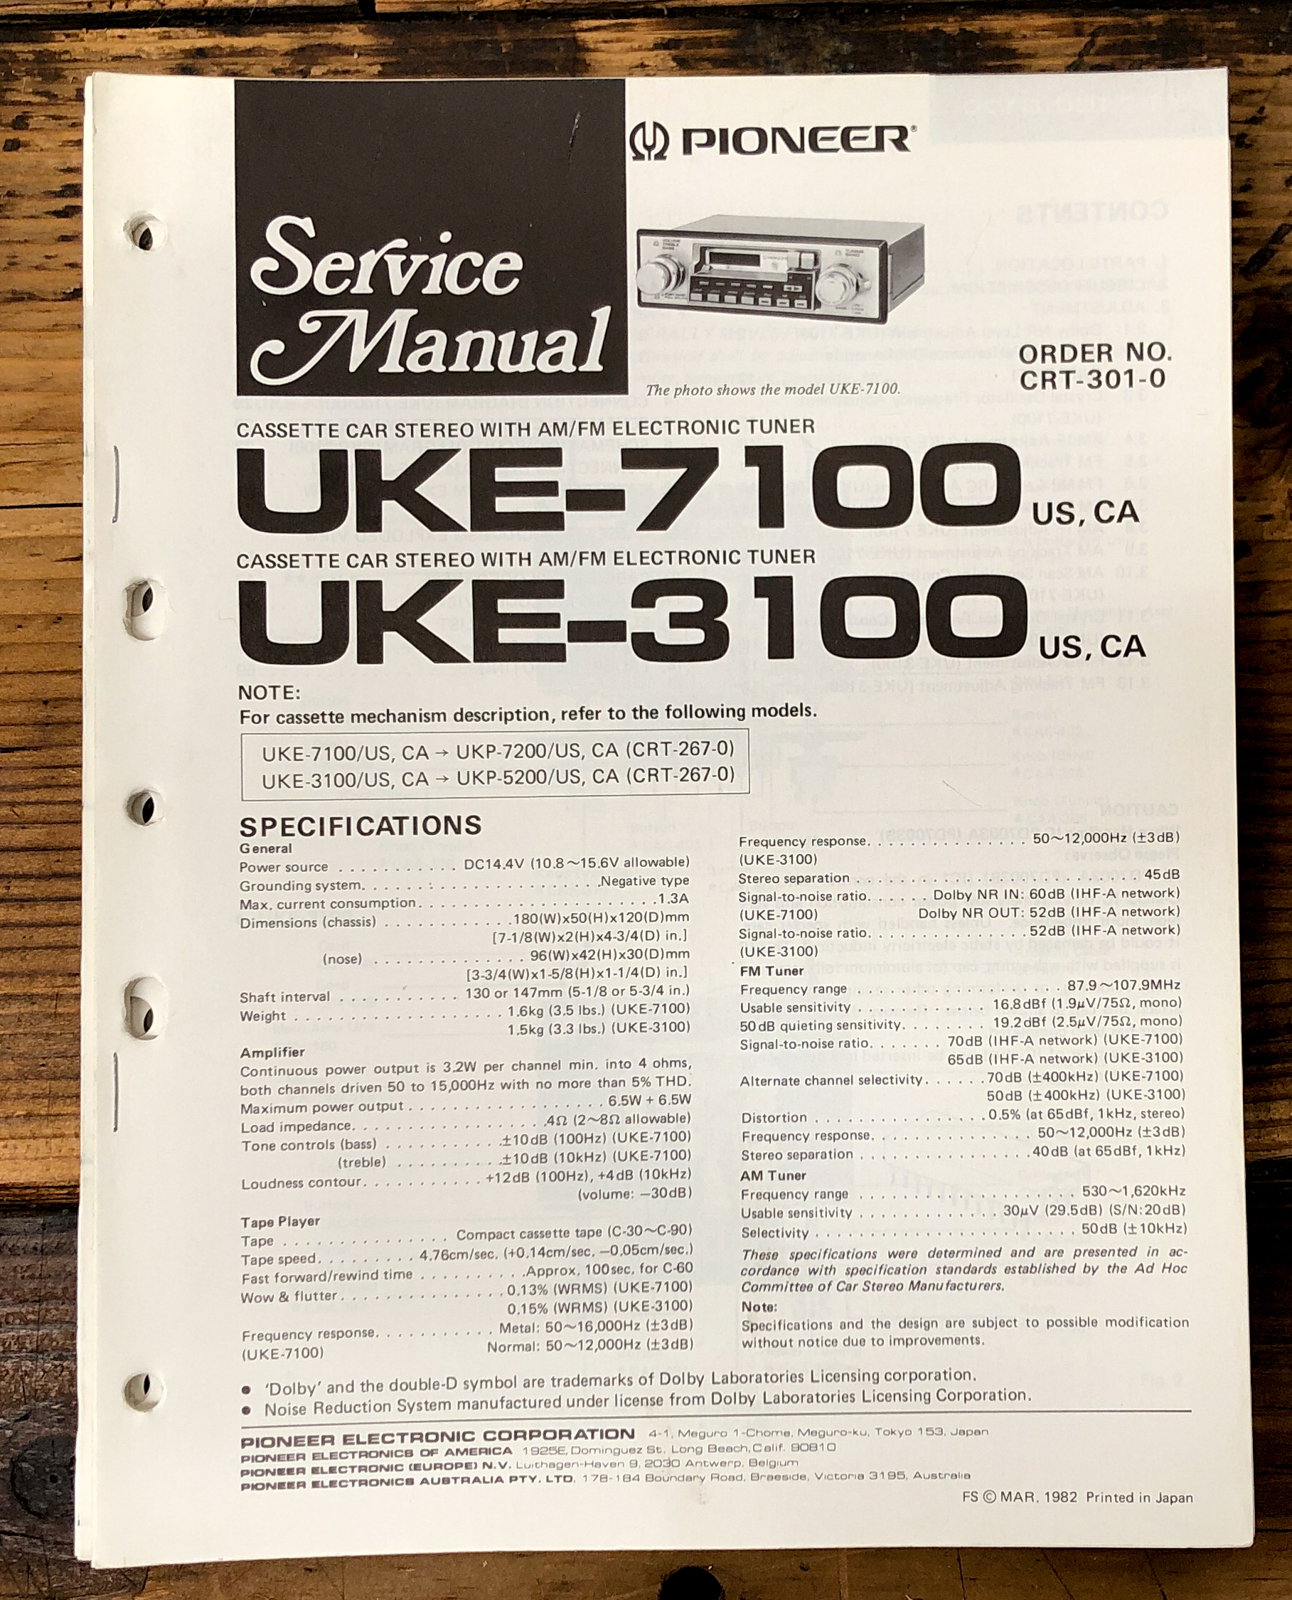 Service
Manual
PIONEER®
The photo shows the model UKE-7100.
ORDER NO.
CRT-301-0
CASSETTE CAR STEREO WITH AM/FM ELECTRONIC TUNER
UKE-7100 US, CA
CASSETTE CAR STEREO WITH AM/FM ELECTRONIC TUNER
UKE-3100 US, CA
NOTE:
For cassette mechanism description, refer to the following models.
UKE-7100/US, CA → UKP-7200/US, CA (CRT-267-0)
UKE-3100/US, CA → UKP-5200/US, CA (CRT-267-0)
SPECIFICATIONS
General
Power source . . . . . . . . . . . DC14.4V (10.8～15.6V allowable)
Grounding system. . . . . . . . . . . . . . . . . . . . . .Negative type
Max. current consumption. . . . . . . . . . . . . . . . . . . . . .1.3A
Dimensions (chassis) . . . . . . . . . . .180(W)x50(H)x120(D)mm
[7-1/8(W)x2(H)x4-3/4(D) in.]
(nose) . . . . . . . . . . . . . . 96(W)x42(H)x30(D)mm
[3-3/4(W)x1-5/8(H)x1-1/4(D) in.]
Shaft interval . . . . . . . . . . . 130 or 147mm (5-1/8 or 5-3/4 in.)
Weight . . . . . . . . . . . . . . . . . . . 1.6kg (3.5 lbs.) (UKE-7100)
1.5kg (3.3 lbs.) (UKE-3100)
Amplifier
Continuous power output is 3.2W per channel min. into 4 ohms,
both channels driven 50 to 15,000Hz with no more than 5% THD.
Maximum power output . . . . . . . . . . . . . . . . . . 6.5W + 6.5W
Load impedance. . . . . . . . . . . . . . . . . .4Ω (2～8Ω allowable)
Tone controls (bass) . . . . . . . . . . .±10dB (100Hz) (UKE-7100)
(treble) . . . . . . . . . .±10dB (10kHz) (UKE-7100)
Loudness contour. . . . . . . . . . . +12dB (100Hz), +4dB (10kHz)
(volume: −30dB)
Tape Player
Tape . . . . . . . . . . . . . . . Compact cassette tape (C-30～C-90)
Tape speed. . . . . . . . . 4.76cm/sec. (+0.14cm/sec. −0.05cm/sec.)
Fast forward/rewind time . . . . . . . . . .Approx. 100sec. for C-60
Wow & flutter . . . . . . . . . . . . . . . . 0.13% (WRMS) (UKE-7100)
0.15% (WRMS) (UKE-3100)
Frequency response. . . . . . . . . . . Metal: 50～16,000Hz (±3dB)
(UKE-7100) Normal: 50～12,000Hz (±3dB)
Frequency response. . . . . . . . . . . . . . . 50～12,000Hz (±3dB)
(UKE-3100)
Stereo separation . . . . . . . . . . . . . . . . . . . . . . . . . . . . 45dB
Signal-to-noise ratio. . . . . . Dolby NR IN: 60dB (IHF-A network)
(UKE-7100) Dolby NR OUT: 52dB (IHF-A network)
Signal-to-noise ratio. . . . . . . . . . . . . . .52dB (IHF-A network)
(UKE-3100)
FM Tuner
Frequency range . . . . . . . . . . . . . . . . . . . 87.9～107.9MHz
Usable sensitivity . . . . . . . . . . . . 16.8dBf (1.9μV/75Ω, mono)
50dB quieting sensitivity. . . . . . . . 19.2dBf (2.5μV/75Ω, mono)
Signal-to-noise ratio. . . . . . . 70dB (IHF-A network) (UKE-7100)
65dB (IHF-A network) (UKE-3100)
Alternate channel selectivity . . . . . . 70dB (±400kHz) (UKE-7100)
50dB (±400kHz) (UKE-3100)
Distortion . . . . . . . . . . . . . . . . 0.5% (at 65dBf, 1kHz, stereo)
Frequency response. . . . . . . . . . . . . . . 50～12,000Hz (±3dB)
Stereo separation . . . . . . . . . . . . . . . .40dB (at 65dBf, 1kHz)
AM Tuner
Frequency range . . . . . . . . . . . . . . . . . . . . . 530～1,620kHz
Usable sensitivity . . . . . . . . . . . . . 30μV (29.5dB) (S/N:20dB)
Selectivity . . . . . . . . . . . . . . . . . . . . . . . . 50dB (±10kHz)
These specifications were determined and are presented in ac-
cordance with specification standards established by the Ad Hoc
Committee of Car Stereo Manufacturers.
Note:
Specifications and the design are subject to possible modification
without notice due to improvements.
● 'Dolby' and the double-D symbol are trademarks of Dolby Laboratories Licensing corporation.
● Noise Reduction System manufactured under license from Dolby Laboratories Licensing Corporation.
PIONEER ELECTRONIC CORPORATION 4-1, Meguro 1-Chome, Meguro-ku, Tokyo 153, Japan
PIONEER ELECTRONICS OF AMERICA 1925E, Dominguez St. Long Beach, Calif. 90810
PIONEER ELECTRONIC (EUROPE) N.V. Luithagen-Haven 9, 2030 Antwerp, Belgium
PIONEER ELECTRONICS AUSTRALIA PTY. LTD. 178-184 Boundary Road, Braeside, Victoria 3195, Australia
FS © MAR. 1982 Printed in Japan